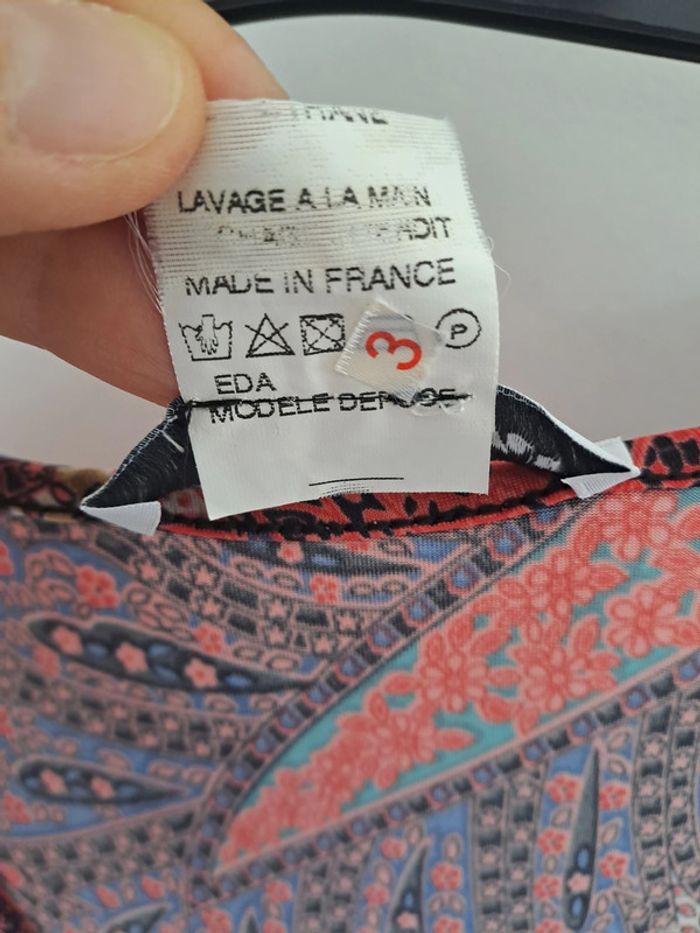 LAVAGE A LA MAIN
MADE IN FRANCE
3
P
EDA
MODELE DEPOSE